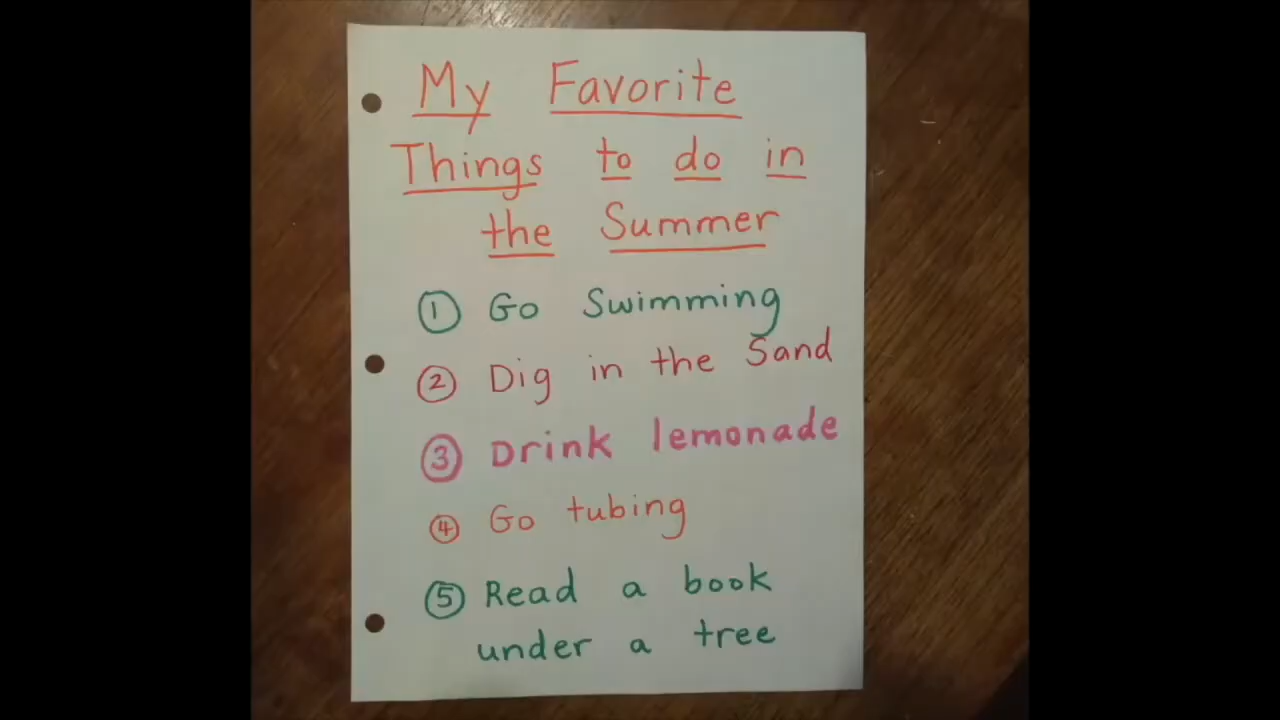 My Favorite
Things to do in
the Summer
① Go Swimming
② Dig in the Sand
③ Drink lemonade
④ Go tubing
⑤ Read a book
under a tree